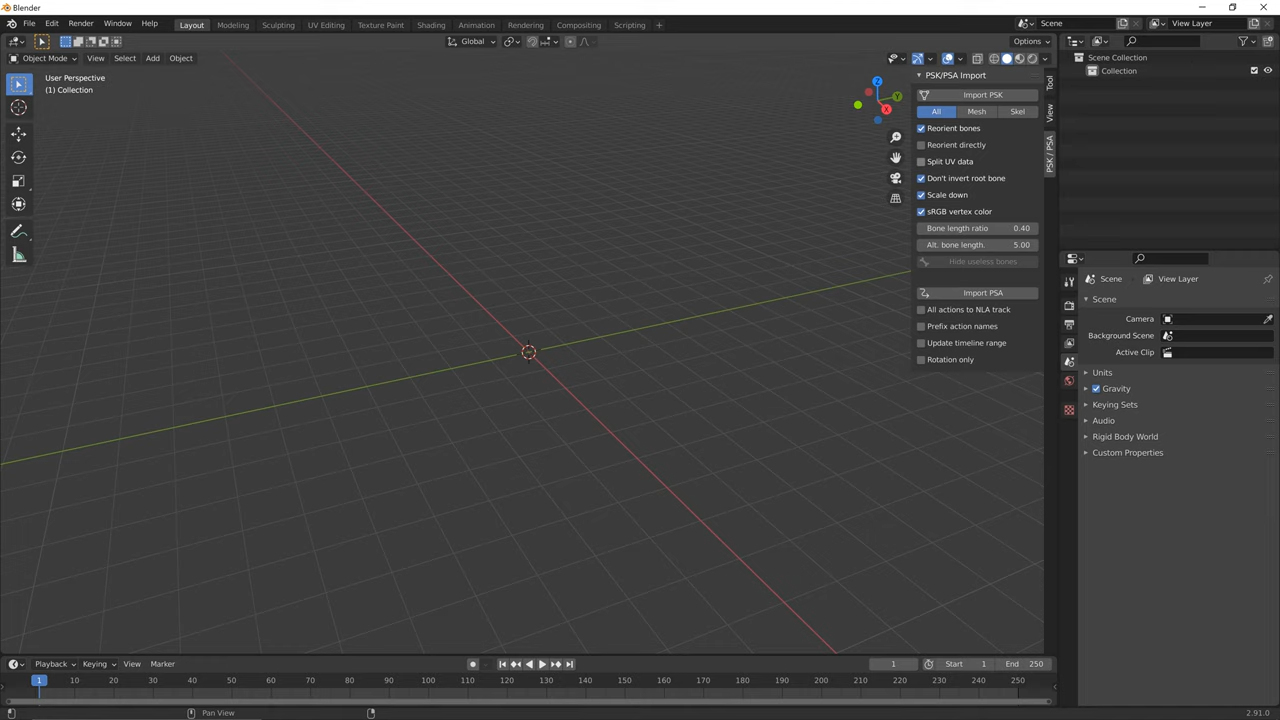 Blender
File Edit Render Window Help Layout Modeling Sculpting UV Editing Texture Paint Shading Animation Rendering Compositing Scripting + Scene View Layer
Global Options
Object Mode View Select Add Object
User Perspective
(1) Collection
Z
Y
X
PSK/PSA Import
Import PSK
All Mesh Skel
Reorient bones
Reorient directly
Split UV data
Don't invert root bone
Scale down
sRGB vertex color
Bone length ratio 0.40
Alt. bone length. 5.00
Hide useless bones
Import PSA
All actions to NLA track
Prefix action names
Update timeline range
Rotation only
Tool
View
PSK / PSA
Scene Collection
Collection
Scene View Layer
Scene
Camera
Background Scene
Active Clip
Units
Gravity
Keying Sets
Audio
Rigid Body World
Custom Properties
Playback Keying View Marker 1 Start 1 End 250
1 10 20 30 40 50 60 70 80 90 100 110 120 130 140 150 160 170 180 190 200 210 220 230 240 250
Pan View 2.91.0